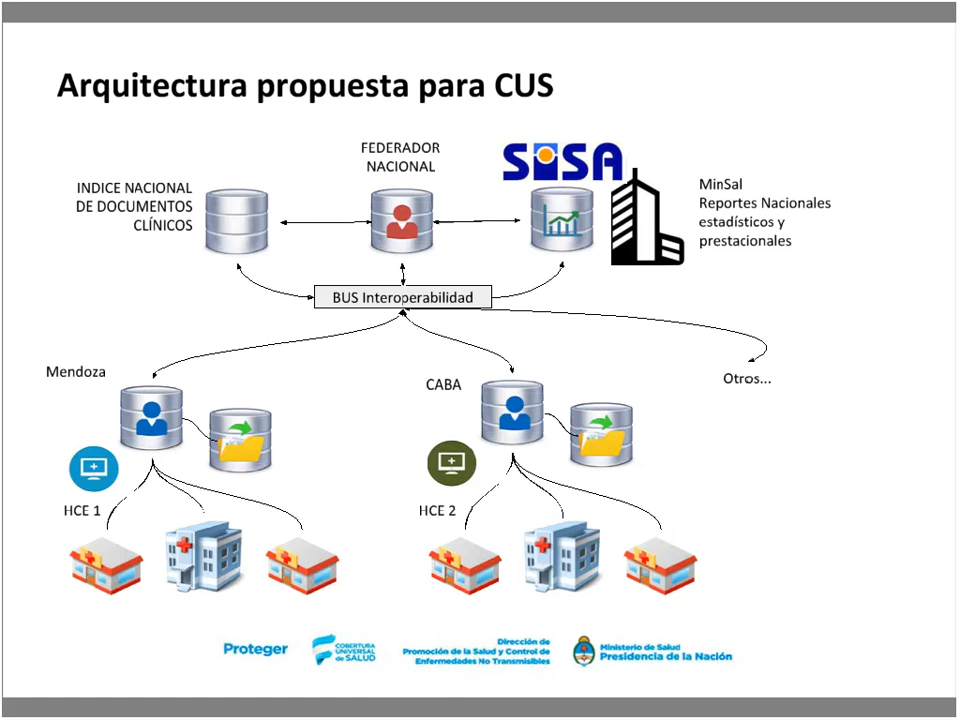 Arquitectura propuesta para CUS
FEDERADOR
NACIONAL
SISA
INDICE NACIONAL
DE DOCUMENTOS
CLÍNICOS
MinSal
Reportes Nacionales
estadísticos y
prestacionales
BUS Interoperabilidad
Mendoza
CABA
Otros...
HCE 1
HCE 2
Proteger
COBERTURA
UNIVERSAL
de SALUD
Dirección de
Promoción de la Salud y Control de
Enfermedades No Transmisibles
Ministerio de Salud
Presidencia de la Nación